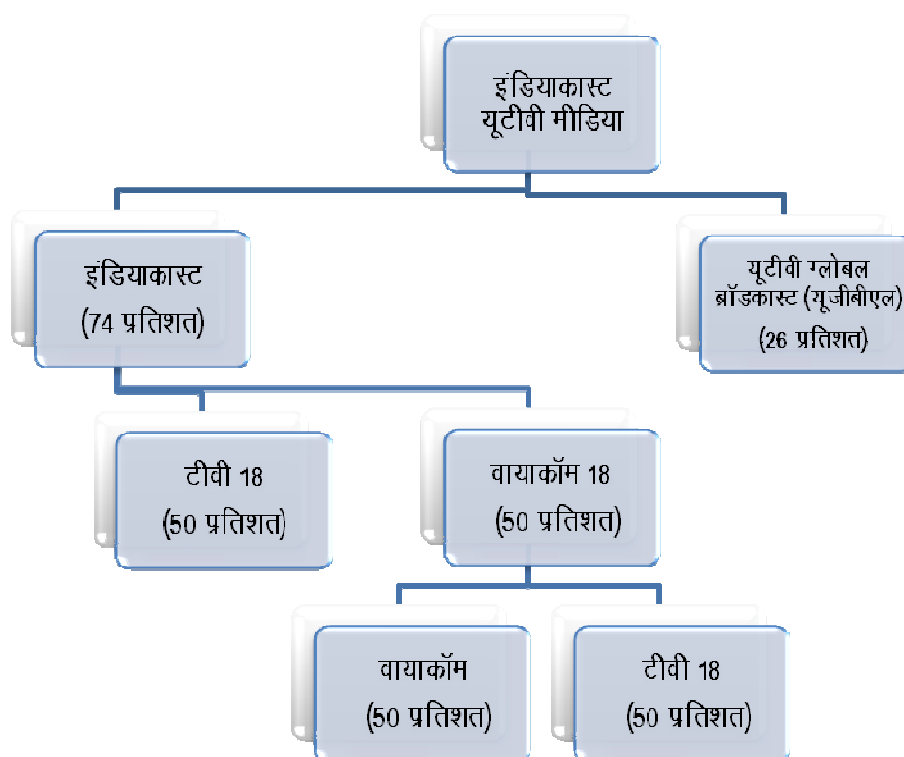 इंडियाकास्ट
यूटीवी मीडिया
इंडियाकास्ट
(74 प्रतिशत)
यूटीवी ग्लोबल
ब्रॉडकास्ट (यूजीबीएल)
(26 प्रतिशत)
टीवी 18
(50 प्रतिशत)
वायाकॉम 18
(50 प्रतिशत)
वायाकॉम
(50 प्रतिशत)
टीवी 18
(50 प्रतिशत)